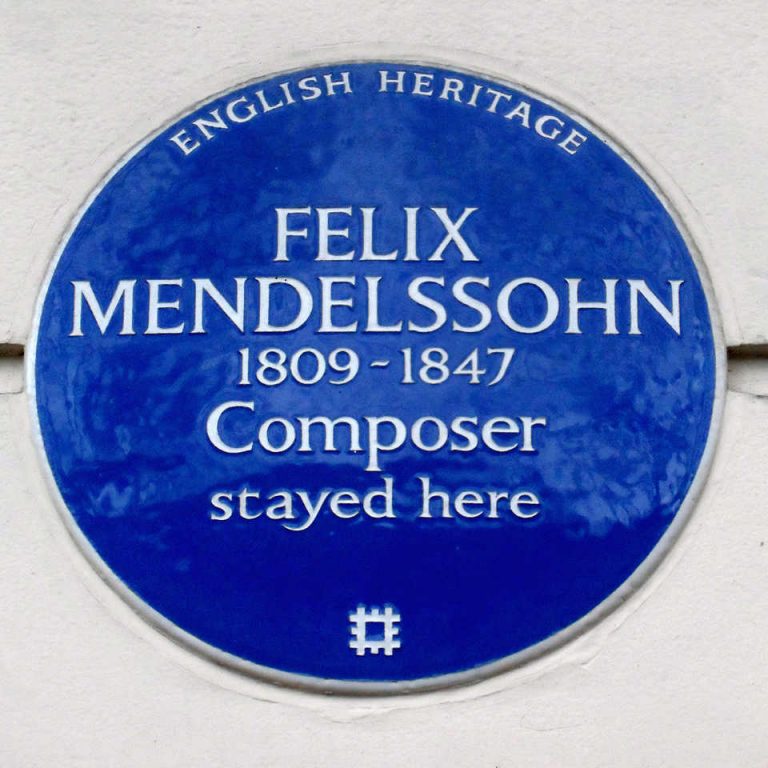 ENGLISH HERITAGE
FELIX
MENDELSSOHN
1809 - 1847
Composer
stayed here